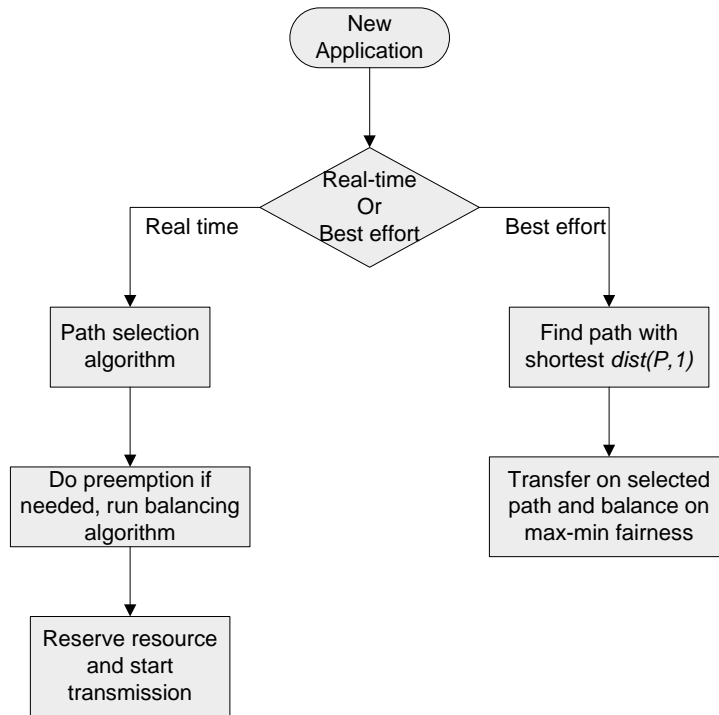 New
Application
Real-time
Or
Best effort
Real time
Best effort
Path selection
algorithm
Find path with
shortest dist(P,1)
Do preemption if
needed, run balancing
algorithm
Transfer on selected
path and balance on
max-min fairness
Reserve resource
and start
transmission